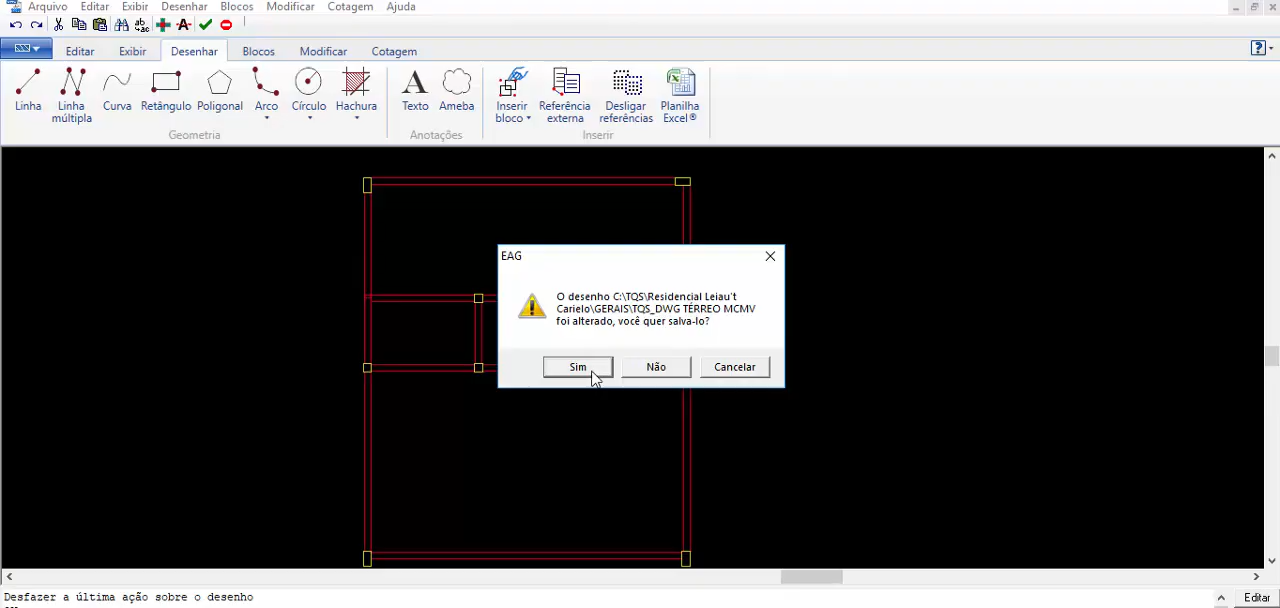 Arquivo Editar Exibir Desenhar Blocos Modificar Cotagem Ajuda
Editar Exibir Desenhar Blocos Modificar Cotagem
Linha Linha múltipla Curva Retângulo Poligonal Arco Círculo Hachura Texto Ameba Inserir bloco Referência externa Desligar referências Planilha Excel®
Geometria Anotações Inserir
EAG
O desenho C:\TQS\Residencial Leiau't
Carielo\GERAIS\TQS_DWG TÉRREO MCMV
foi alterado, você quer salva-lo?
Sim Não Cancelar
Desfazer a última ação sobre o desenho
Editar